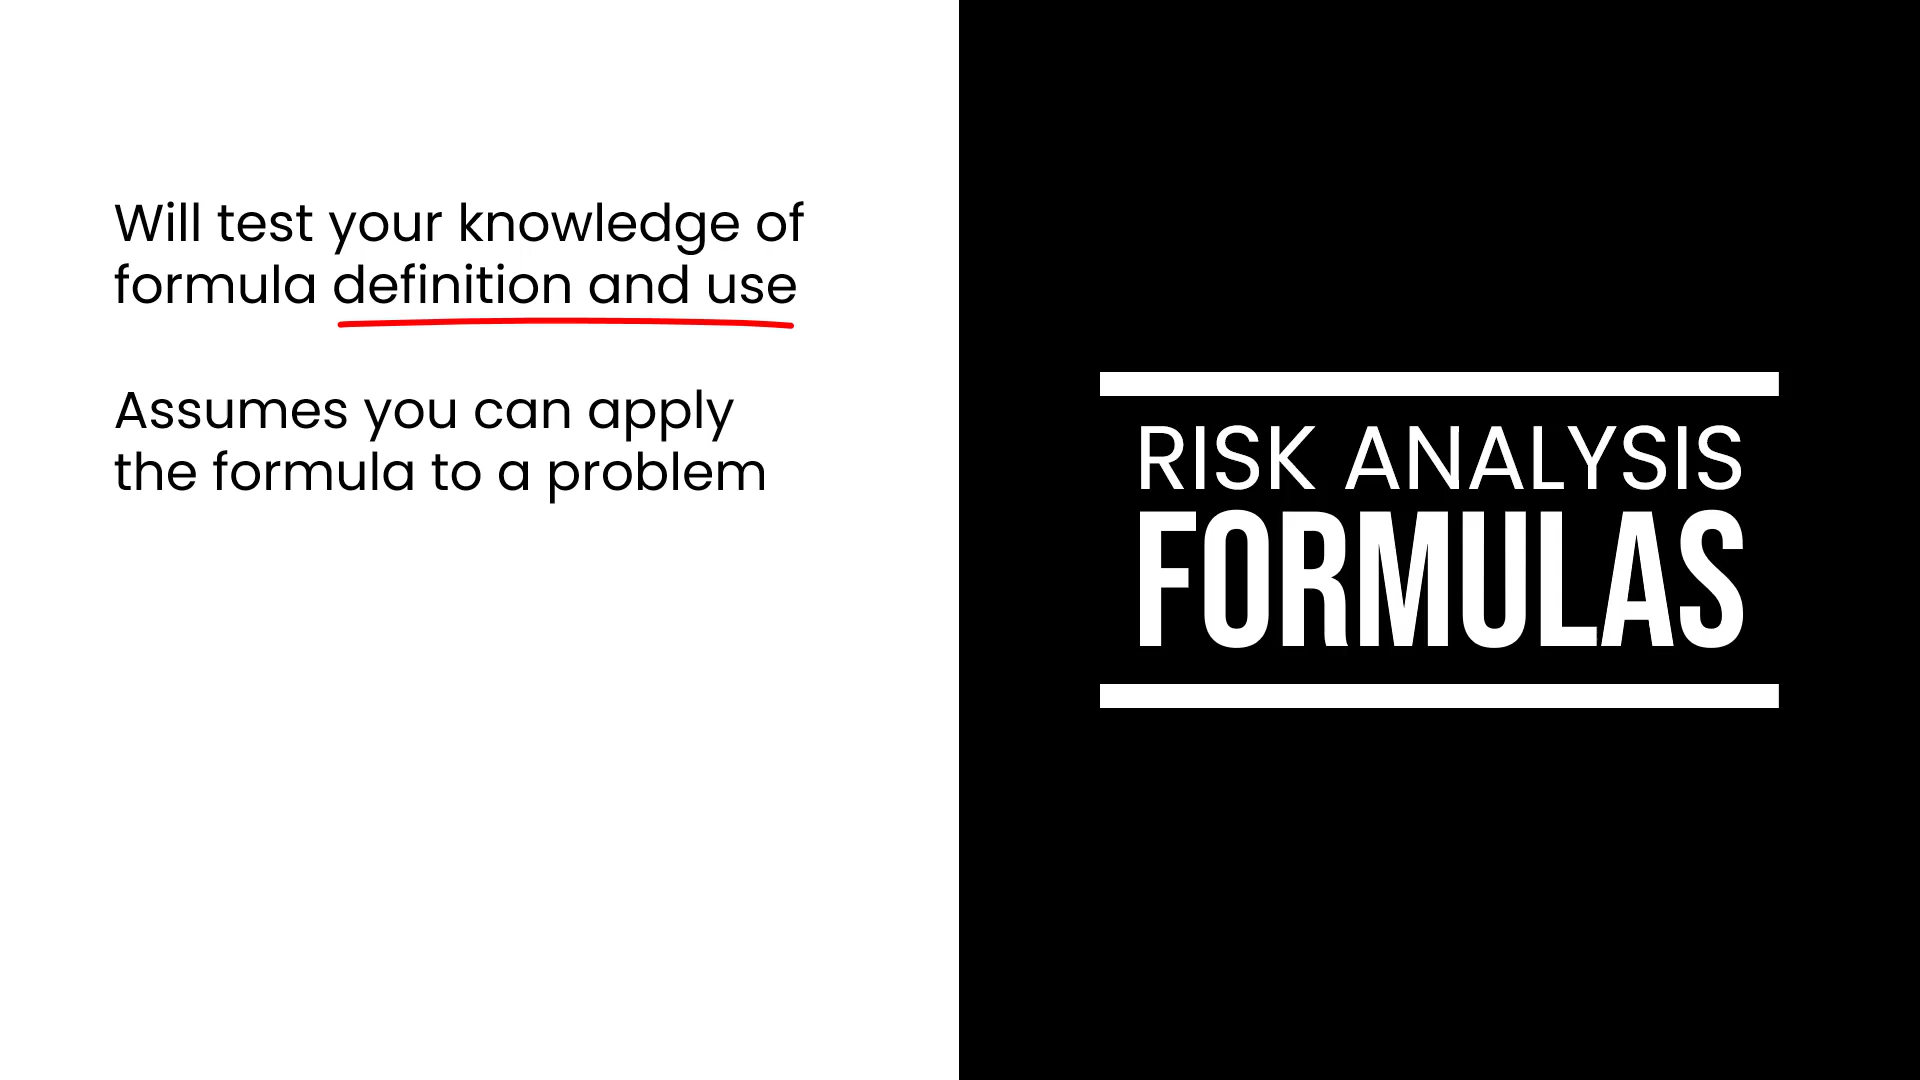 Will test your knowledge of
formula definition and use
Assumes you can apply
the formula to a problem
RISK ANALYSIS
FORMULAS